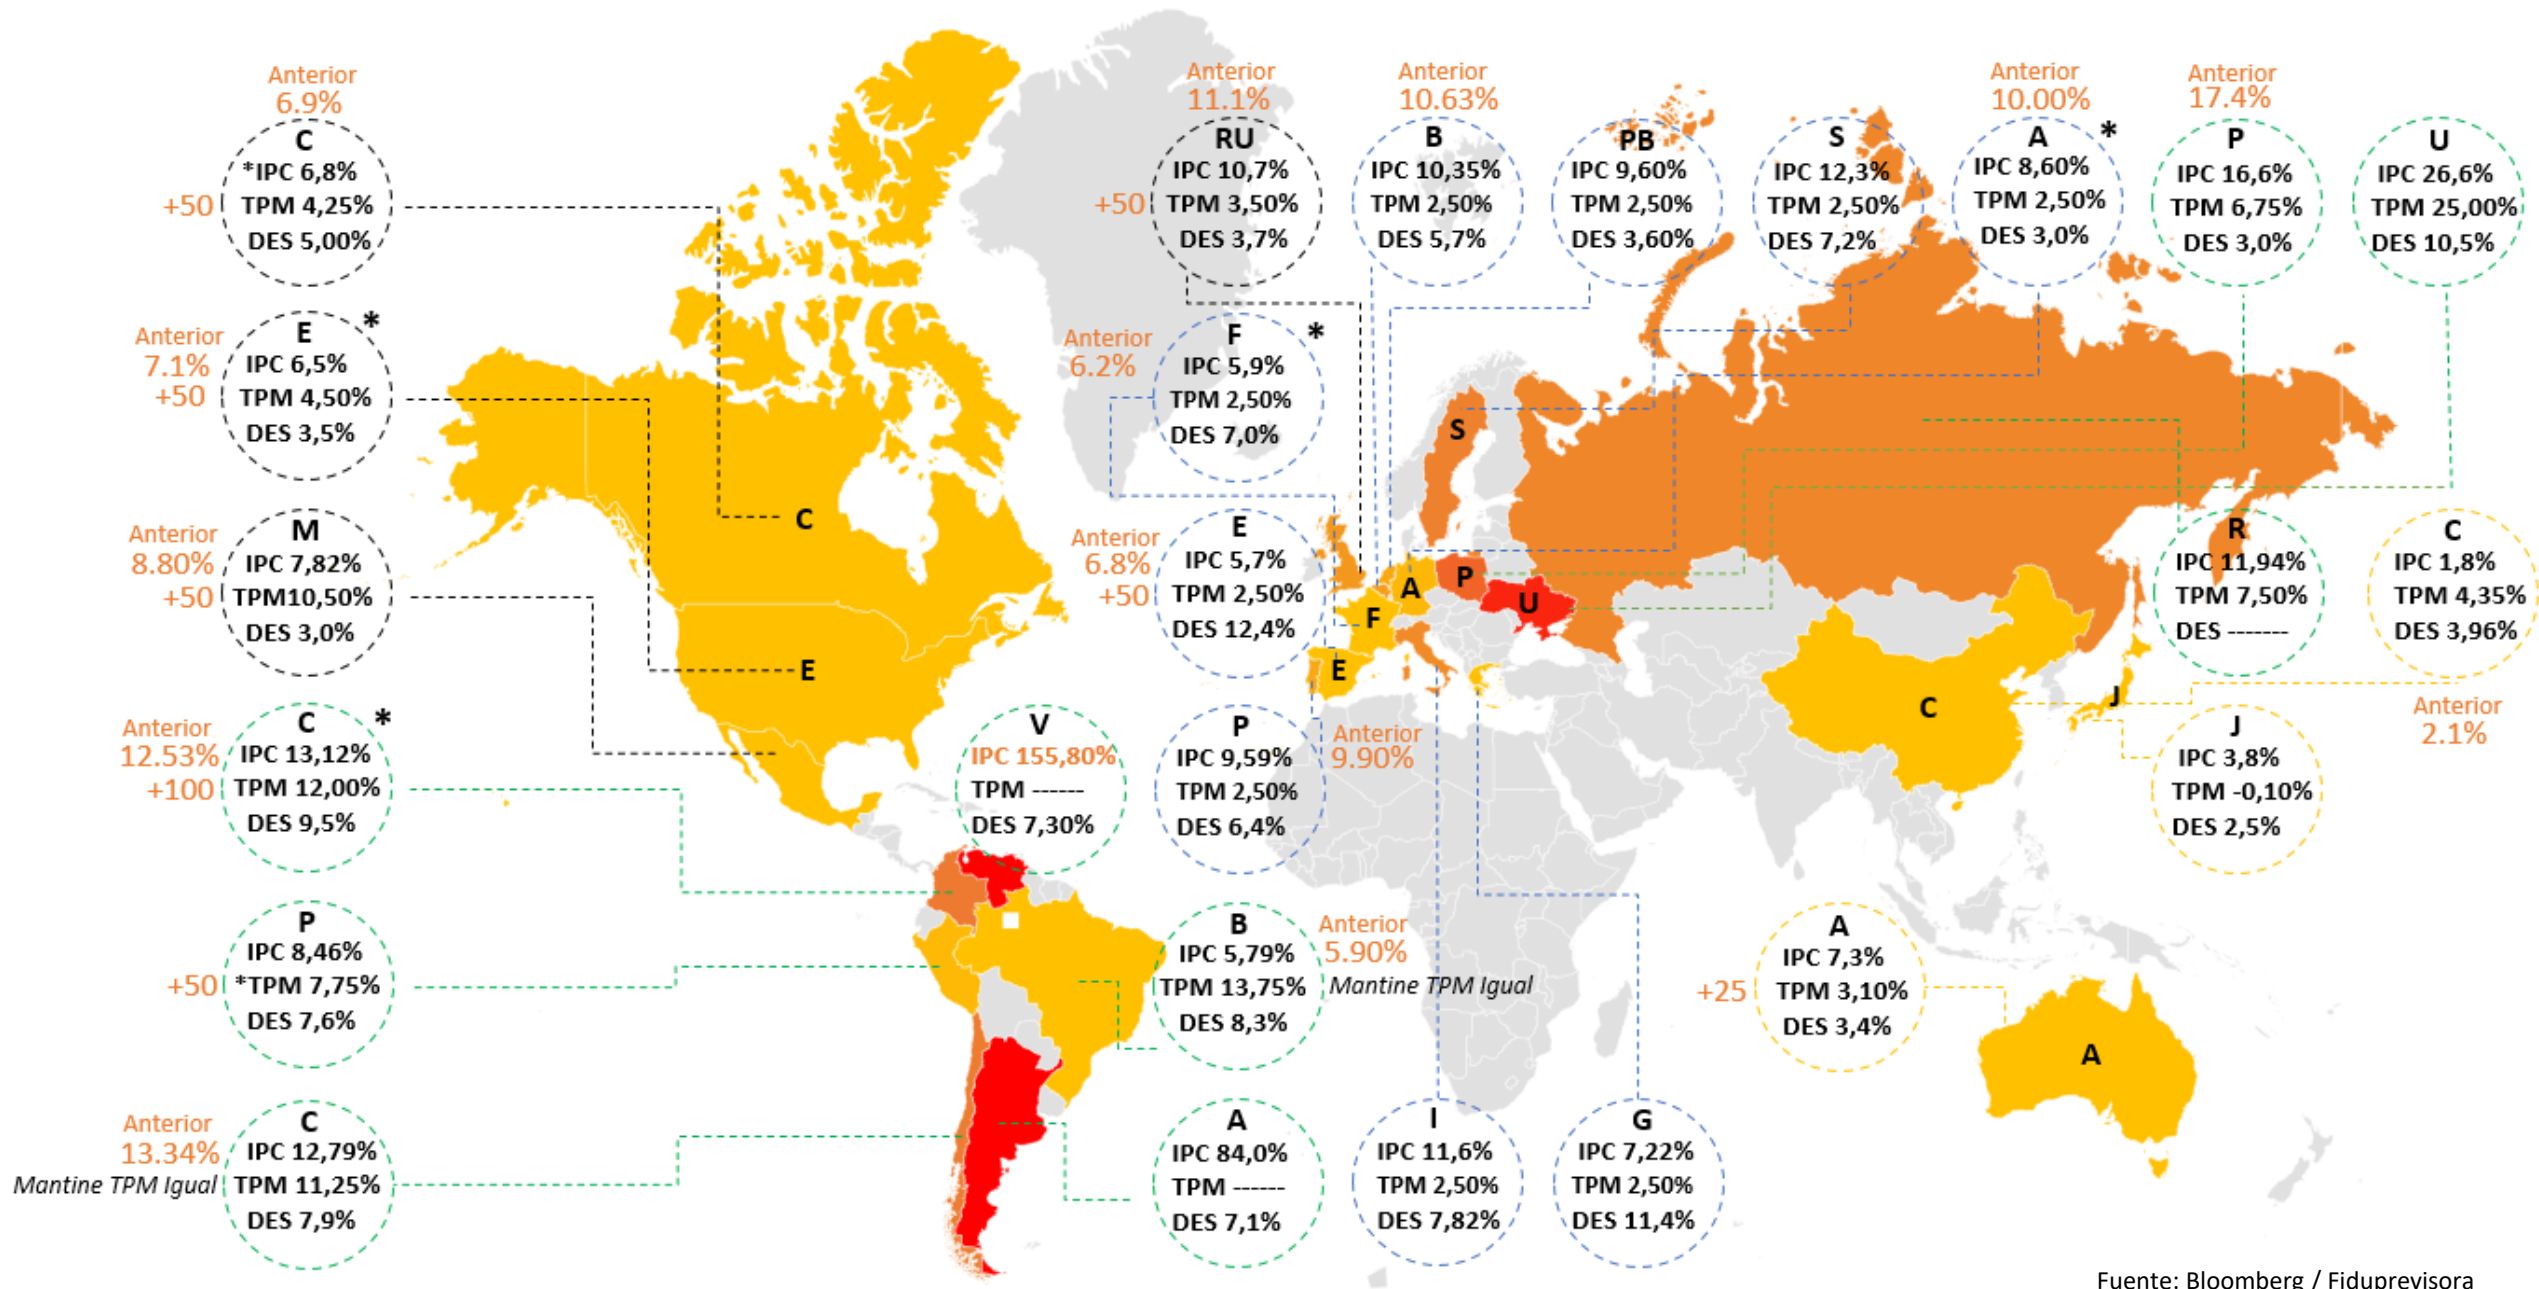 Anterior
6.9%
C
*IPC 6,8%
+50
TPM 4,25%
DES 5,00%
Anterior
7.1%
+50
E
*
IPC 6,5%
TPM 4,50%
DES 3,5%
Anterior
8.80%
+50
M
IPC 7,82%
TPM10,50%
DES 3,0%
Anterior
12.53%
+100
C
*
IPC 13,12%
TPM 12,00%
DES 9,5%
P
IPC 8,46%
+50
*TPM 7,75%
DES 7,6%
Anterior
13.34%
Mantine TPM Igual
C
IPC 12,79%
TPM 11,25%
DES 7,9%
C
E
V
IPC 155,80%
TPM ------
DES 7,30%
Anterior
11.1%
RU
IPC 10,7%
+50
TPM 3,50%
DES 3,7%
Anterior
6.2%
F
*
IPC 5,9%
TPM 2,50%
DES 7,0%
Anterior
6.8%
+50
E
IPC 5,7%
TPM 2,50%
DES 12,4%
P
IPC 9,59%
TPM 2,50%
DES 6,4%
Anterior
9.90%
B
IPC 5,79%
TPM 13,75%
DES 8,3%
Anterior
5.90%
Mantine TPM Igual
A
IPC 84,0%
TPM ------
DES 7,1%
Anterior
10.63%
B
IPC 10,35%
TPM 2,50%
DES 5,7%
PB
IPC 9,60%
TPM 2,50%
DES 3,60%
S
IPC 12,3%
TPM 2,50%
DES 7,2%
Anterior
10.00%
A
*
IPC 8,60%
TPM 2,50%
DES 3,0%
Anterior
17.4%
P
IPC 16,6%
TPM 6,75%
DES 3,0%
U
IPC 26,6%
TPM 25,00%
DES 10,5%
S
A
P
U
F
E
C
J
R
IPC 11,94%
TPM 7,50%
DES -------
C
IPC 1,8%
TPM 4,35%
DES 3,96%
Anterior
2.1%
J
IPC 3,8%
TPM -0,10%
DES 2,5%
I
IPC 11,6%
TPM 2,50%
DES 7,82%
G
IPC 7,22%
TPM 2,50%
DES 11,4%
A
IPC 7,3%
+25
TPM 3,10%
DES 3,4%
A
Fuente: Bloomberg / Fiduprevisora